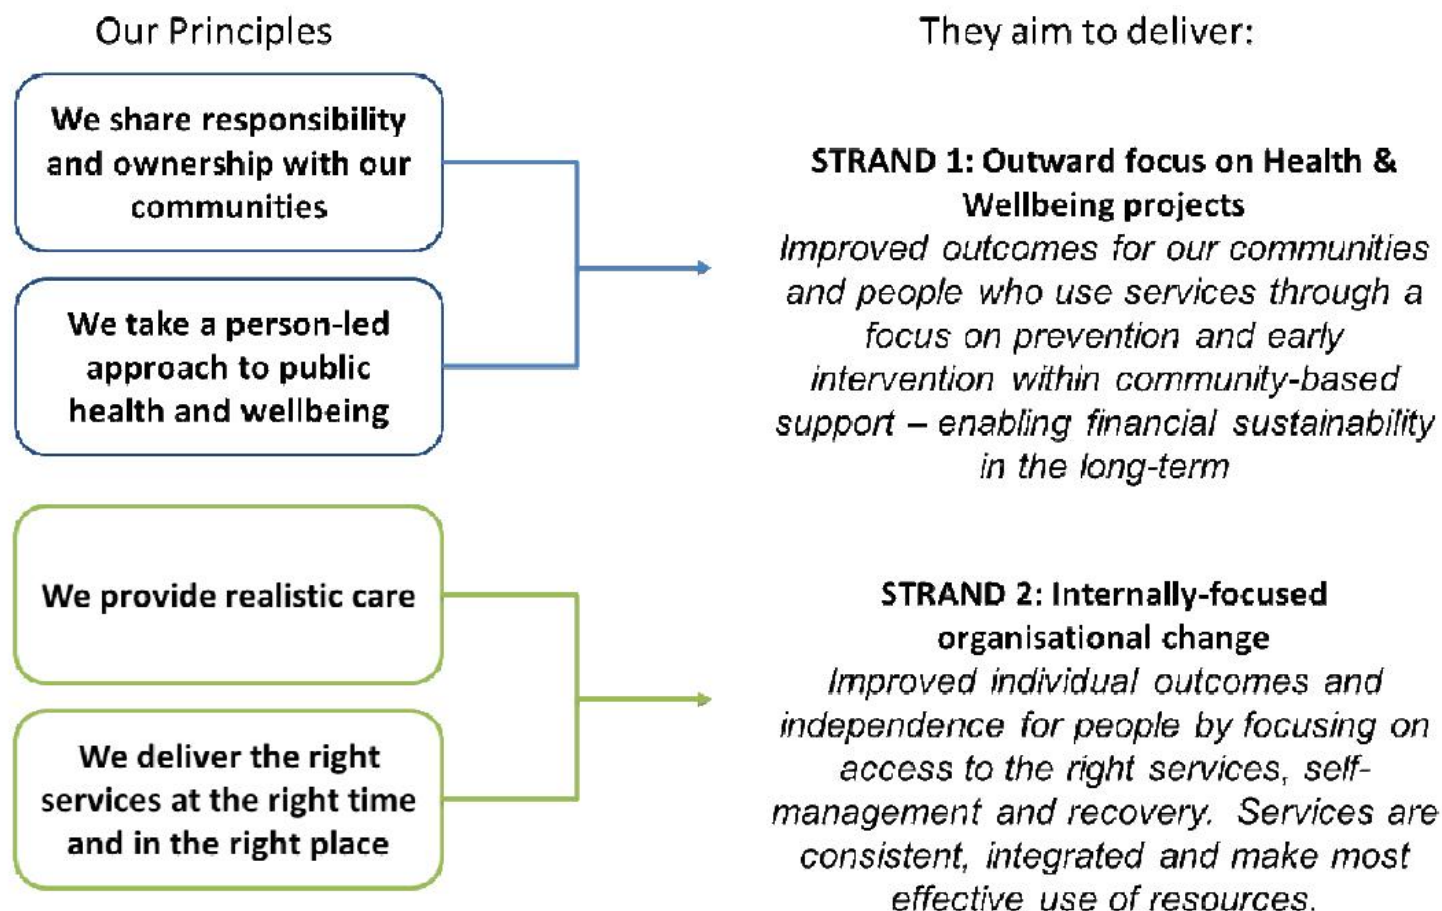 Our Principles
They aim to deliver:
We share responsibility
and ownership with our
communities
We take a person-led
approach to public
health and wellbeing
STRAND 1: Outward focus on Health &
Wellbeing projects
Improved outcomes for our communities
and people who use services through a
focus on prevention and early
intervention within community-based
support – enabling financial sustainability
in the long-term
We provide realistic care
We deliver the right
services at the right time
and in the right place
STRAND 2: Internally-focused
organisational change
Improved individual outcomes and
independence for people by focusing on
access to the right services, self-
management and recovery. Services are
consistent, integrated and make most
effective use of resources.